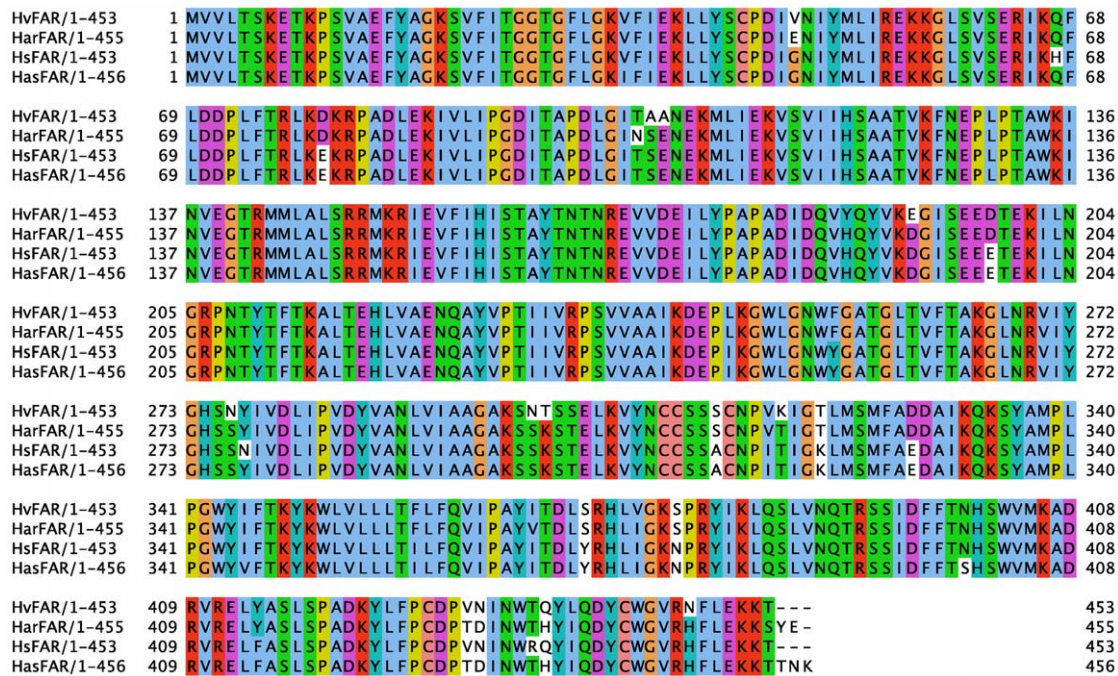 HvFAR/1-453 1 MVVLTSKETKPSVAEFYAGKSVFITGGTGFLGKVFIEKLLYSCPDIVNIYMLIREKKGLSVSERIKQF 68
HarFAR/1-455 1 MVVLTSKETKPSVAEFYAGKSVFITGGTGFLGKVFIEKLLYSCPDIENIYMLIREKKGLSVSERIKQF 68
HsFAR/1-453 1 MVVLTSKETKPSVAEFYAGKSVFITGGTGFLGKVFIEKLLYSCPDIGNIYMLIREKKGLSVSERIKHF 68
HasFAR/1-456 1 MVVLTSKETKPSVAEFYAGKSVFITGGTGFLGKIFIEKLLYSCPDIGNIYMLIREKKGLSVSERIKQF 68
HvFAR/1-453 69 LDDPLFTRLKDKRPADLEKIVLIPGDITAPDLGITAANEKMLIEKVSVIIHSAATVKFNEPLPTAWKI 136
HarFAR/1-455 69 LDDPLFTRLKDKRPADLEKIVLIPGDITAPDLGINSENEKMLIEKVSVIIHSAATVKFNEPLPTAWKI 136
HsFAR/1-453 69 LDDPLFTRLKEKRPADLEKIVLIPGDITAPDLGITSENEKMLIEKVSVIIHSAATVKFNEPLPTAWKI 136
HasFAR/1-456 69 LDDPLFTRLKEKRPADLEKIVLIPGDITAPDLGITSENEKMLIEKVSVIIHSAATVKFNEPLPTAWKI 136
HvFAR/1-453 137 NVEGTRMMLALSRRMKRIEVFIHISTAYTNTNREVVDEILYPAPADIDQVYQYVKEGISEEDTEKILN 204
HarFAR/1-455 137 NVEGTRMMLALSRRMKRIEVFIHISTAYTNTNREVVDEILYPAPADIDQVHQYVKDGISEEDTEKILN 204
HsFAR/1-453 137 NVEGTRMMLALSRRMKRIEVFIHISTAYTNTNREVVDEILYPAPADIDQVHQYVKDGISEEETEKILN 204
HasFAR/1-456 137 NVEGTRMMLALSRRMKRIEVFIHISTAYTNTNREVVDEILYPAPADIDQVHQYVKDGISEEETEKILN 204
HvFAR/1-453 205 GRPNTYTFTKALTEHLVAENQAYVPTIIVRPSVVAAIKDEPLKGWLGNWFGATGLTVFTAKGLNRVIY 272
HarFAR/1-455 205 GRPNTYTFTKALTEHLVAENQAYVPTIIVRPSVVAAIKDEPLKGWLGNWFGATGLTVFTAKGLNRVIY 272
HsFAR/1-453 205 GRPNTYTFTKALTEHLVAENQAYVPTIIVRPSVVAAIKDEPIKGWLGNWYGATGLTVFTAKGLNRVIY 272
HasFAR/1-456 205 GRPNTYTFTKALTEHLVAENQAYVPTIIVRPSVVAAIKDEPIKGWLGNWYGATGLTVFTAKGLNRVIY 272
HvFAR/1-453 273 GHSNYIVDLIPVDYVANLVIAAGAKSNTSSELKVYNCCSSSCNPVKIGTLMSMFADDAIKQKSYAMPL 340
HarFAR/1-455 273 GHSSYIVDLIPVDYVANLVIAAGAKSSKSTELKVYNCCSSSCNPVTIGTLMSMFADDAIKQKSYAMPL 340
HsFAR/1-453 273 GHSSNIVDLIPVDYVANLVIAAGAKSSKSTELKVYNCCSSACNPITIGKLMSMFAEDAIKQKSYAMPL 340
HasFAR/1-456 273 GHSSYIVDLIPVDYVANLVIAAGAKSSKSTELKVYNCCSSACNPITIGKLMSMFAEDAIKQKSYAMPL 340
HvFAR/1-453 341 PGWYIFTKYKWLVLLLTFLFQVIPAYITDLSRHLVGKSPRYIKLQSLVNQTRSSIDFFTNHSWVMKAD 408
HarFAR/1-455 341 PGWYIFTKYKWLVLLLTFLFQVIPAYVTDLSRHLIGKSPRYIKLQSLVNQTRSSIDFFTNHSWVMKAD 408
HsFAR/1-453 341 PGWYIFTKYKWLVLLLTILFQVIPAYITDLYRHLIGKNPRYIKLQSLVNQTRSSIDFFTNHSWVMKAD 408
HasFAR/1-456 341 PGWYVFTKYKWLVLLLTILFQVIPAYITDLYRHLIGKNPRYIKLQSLVNQTRSSIDFFTSHSWVMKAD 408
HvFAR/1-453 409 RVRELYASLSPADKYLFPCDPVNINWTQYLQDYCWGVRNFLEKKT--- 453
HarFAR/1-455 409 RVRELYASLSPADKYLFPCDPTDINWTHYIQDYCWGVRHFLEKKSYE- 455
HsFAR/1-453 409 RVRELFASLSPADKYLFPCDPVNINWRQYIQDYCWGVRHFLEKKT--- 453
HasFAR/1-456 409 RVRELFASLSPADKYLFPCDPTDINWTHYIQDYCWGVRHFLEKKTTNK 456